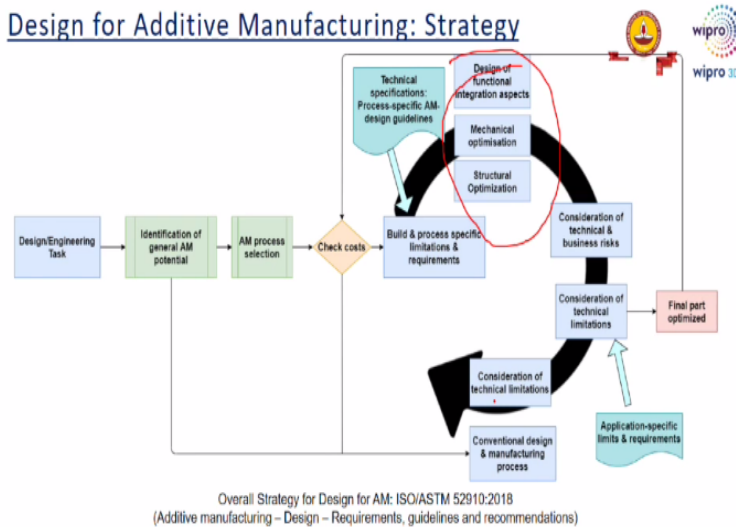 Design for Additive Manufacturing: Strategy
wipro
wipro 3D
Technical
specifications:
Process-specific AM-
design guidelines
Design of
functional
integration aspects
Mechanical
optimisation
Structural
Optimization
Design/Engineering
Task
Identification of
general AM
potential
AM process
selection
Check costs
Build & process specific
limitations &
requirements
Consideration of
technical &
business risks
Consideration of
technical
limitations
Final part
optimized
Consideration of
technical limitations
Conventional design
& manufacturing
process
Application-specific
limits & requirements
Overall Strategy for Design for AM: ISO/ASTM 52910:2018
(Additive manufacturing – Design – Requirements, guidelines and recommendations)